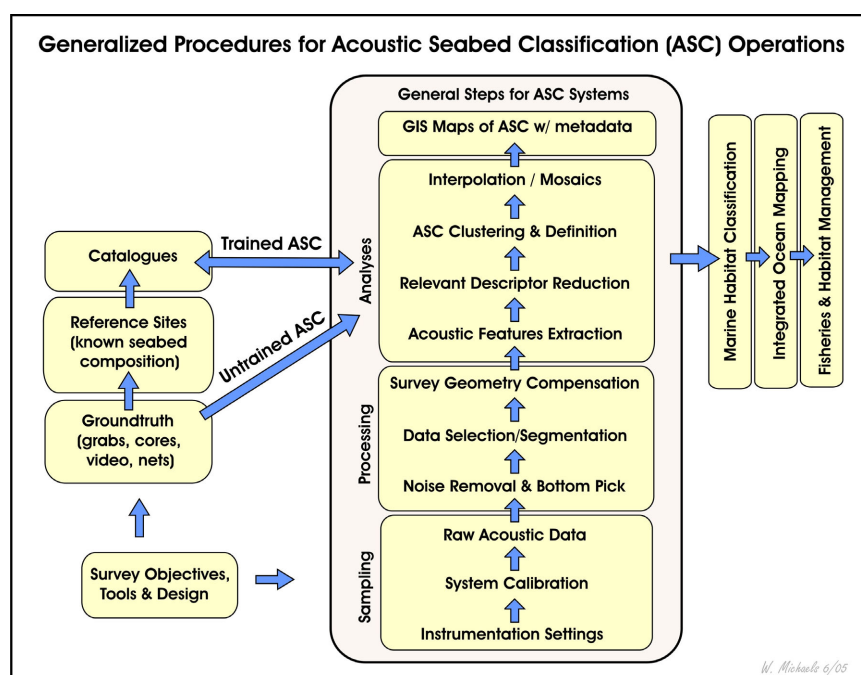 Generalized Procedures for Acoustic Seabed Classification (ASC) Operations
General Steps for ASC Systems
GIS Maps of ASC w/ metadata
Analyses
Interpolation / Mosaics
ASC Clustering & Definition
Relevant Descriptor Reduction
Acoustic Features Extraction
Processing
Survey Geometry Compensation
Data Selection/Segmentation
Noise Removal & Bottom Pick
Sampling
Raw Acoustic Data
System Calibration
Instrumentation Settings
Catalogues
Trained ASC
Reference Sites
(known seabed
composition)
Untrained ASC
Groundtruth
(grabs, cores,
video, nets)
Survey Objectives,
Tools & Design
Marine Habitat Classification
Integrated Ocean Mapping
Fisheries & Habitat Management
W. Michaels 6/05